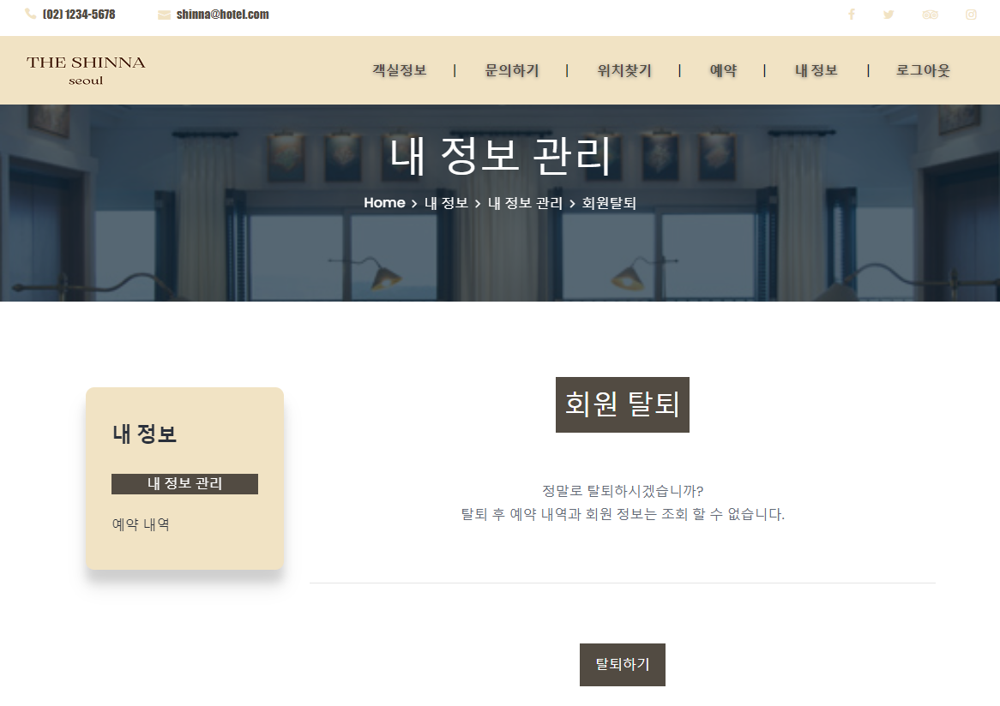 (02) 1234-5678 shinna@hotel.com
THE SHINNA
seoul
객실정보 | 문의하기 | 위치찾기 | 예약 | 내 정보 | 로그아웃
내 정보 관리
Home > 내 정보 > 내 정보 관리 > 회원탈퇴
내 정보
내 정보 관리
예약 내역
회원 탈퇴
정말로 탈퇴하시겠습니까?
탈퇴 후 예약 내역과 회원 정보는 조회 할 수 없습니다.
탈퇴하기